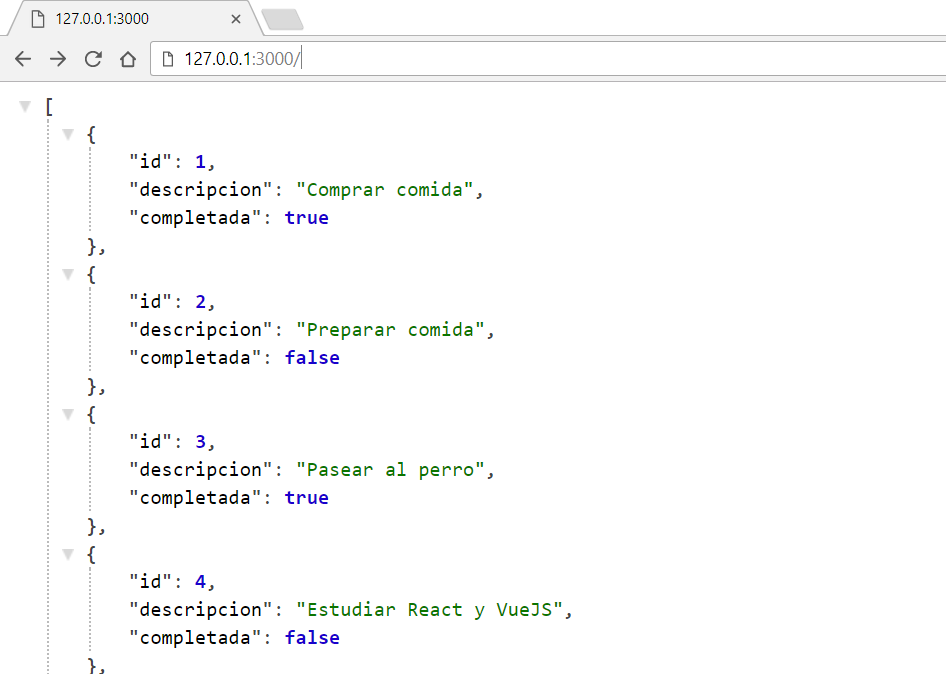 127.0.0.1:3000
127.0.0.1:3000/
[
{
"id": 1,
"descripcion": "Comprar comida",
"completada": true
},
{
"id": 2,
"descripcion": "Preparar comida",
"completada": false
},
{
"id": 3,
"descripcion": "Pasear al perro",
"completada": true
},
{
"id": 4,
"descripcion": "Estudiar React y VueJS",
"completada": false
},